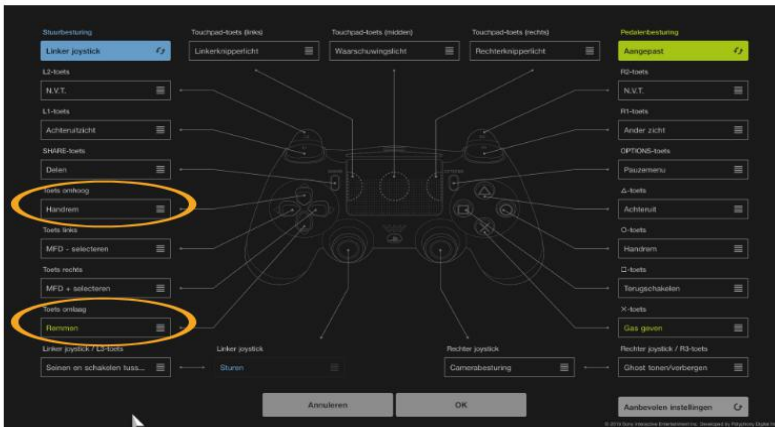 Stuurbesturing
Touchpad-toets (links)
Touchpad-toets (midden)
Touchpad-toets (rechts)
Pedalenbesturing
Linker joystick
Linkerknipperlicht
Waarschuwingslicht
Rechterknipperlicht
Aangepast
L2-toets
R2-toets
N.V.T.
N.V.T.
L1-toets
R1-toets
Achteruitzicht
Ander zicht
SHARE-toets
OPTIONS-toets
Delen
Pauzemenu
Toets omhoog
△-toets
Handrem
Achteruit
Toets links
O-toets
MFD - selecteren
Handrem
Toets rechts
□-toets
MFD + selecteren
Terugschakelen
Toets omlaag
✕-toets
Remmen
Gas geven
Linker joystick / L3-toets
Linker joystick
Rechter joystick
Rechter joystick / R3-toets
Seinen en schakelen tuss...
Sturen
Camerabesturing
Ghost tonen/verbergen
Annuleren
OK
Aanbevolen instellingen